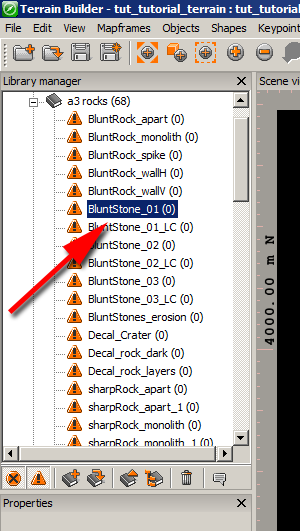 Terrain Builder - tut_tutorial_terrain : tut_tutorial
File Edit View Mapframes Objects Shapes Keypoint
Library manager
Scene vi
a3 rocks (68)
BluntRock_apart (0)
BluntRock_monolith (0)
BluntRock_spike (0)
BluntRock_wallH (0)
BluntRock_wallV (0)
BluntStone_01 (0)
BluntStone_01_LC (0)
BluntStone_02 (0)
BluntStone_02_LC (0)
BluntStone_03 (0)
BluntStone_03_LC (0)
BluntStones_erosion (0)
Decal_Crater (0)
Decal_rock_dark (0)
Decal_rock_layers (0)
sharpRock_apart (0)
sharpRock_apart_1 (0)
sharpRock_monolith (0)
sharpRock_monolith_1 (0)
4000.00 m N
Properties